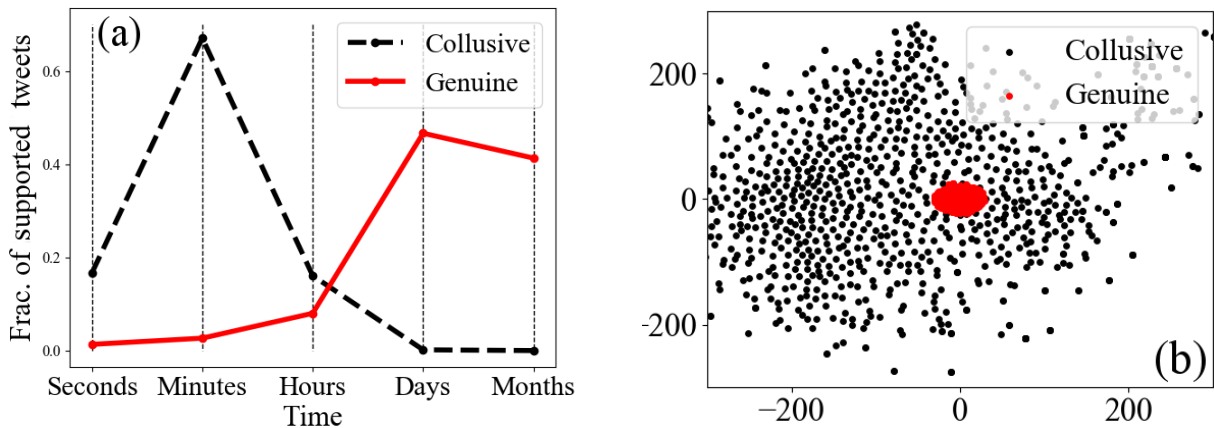 (a)
Collusive
Genuine
Frac. of supported tweets
0.6
0.4
0.2
0.0
Seconds Minutes Hours Days Months
Time
Collusive
Genuine
200
0
-200
−200 0 200
(b)